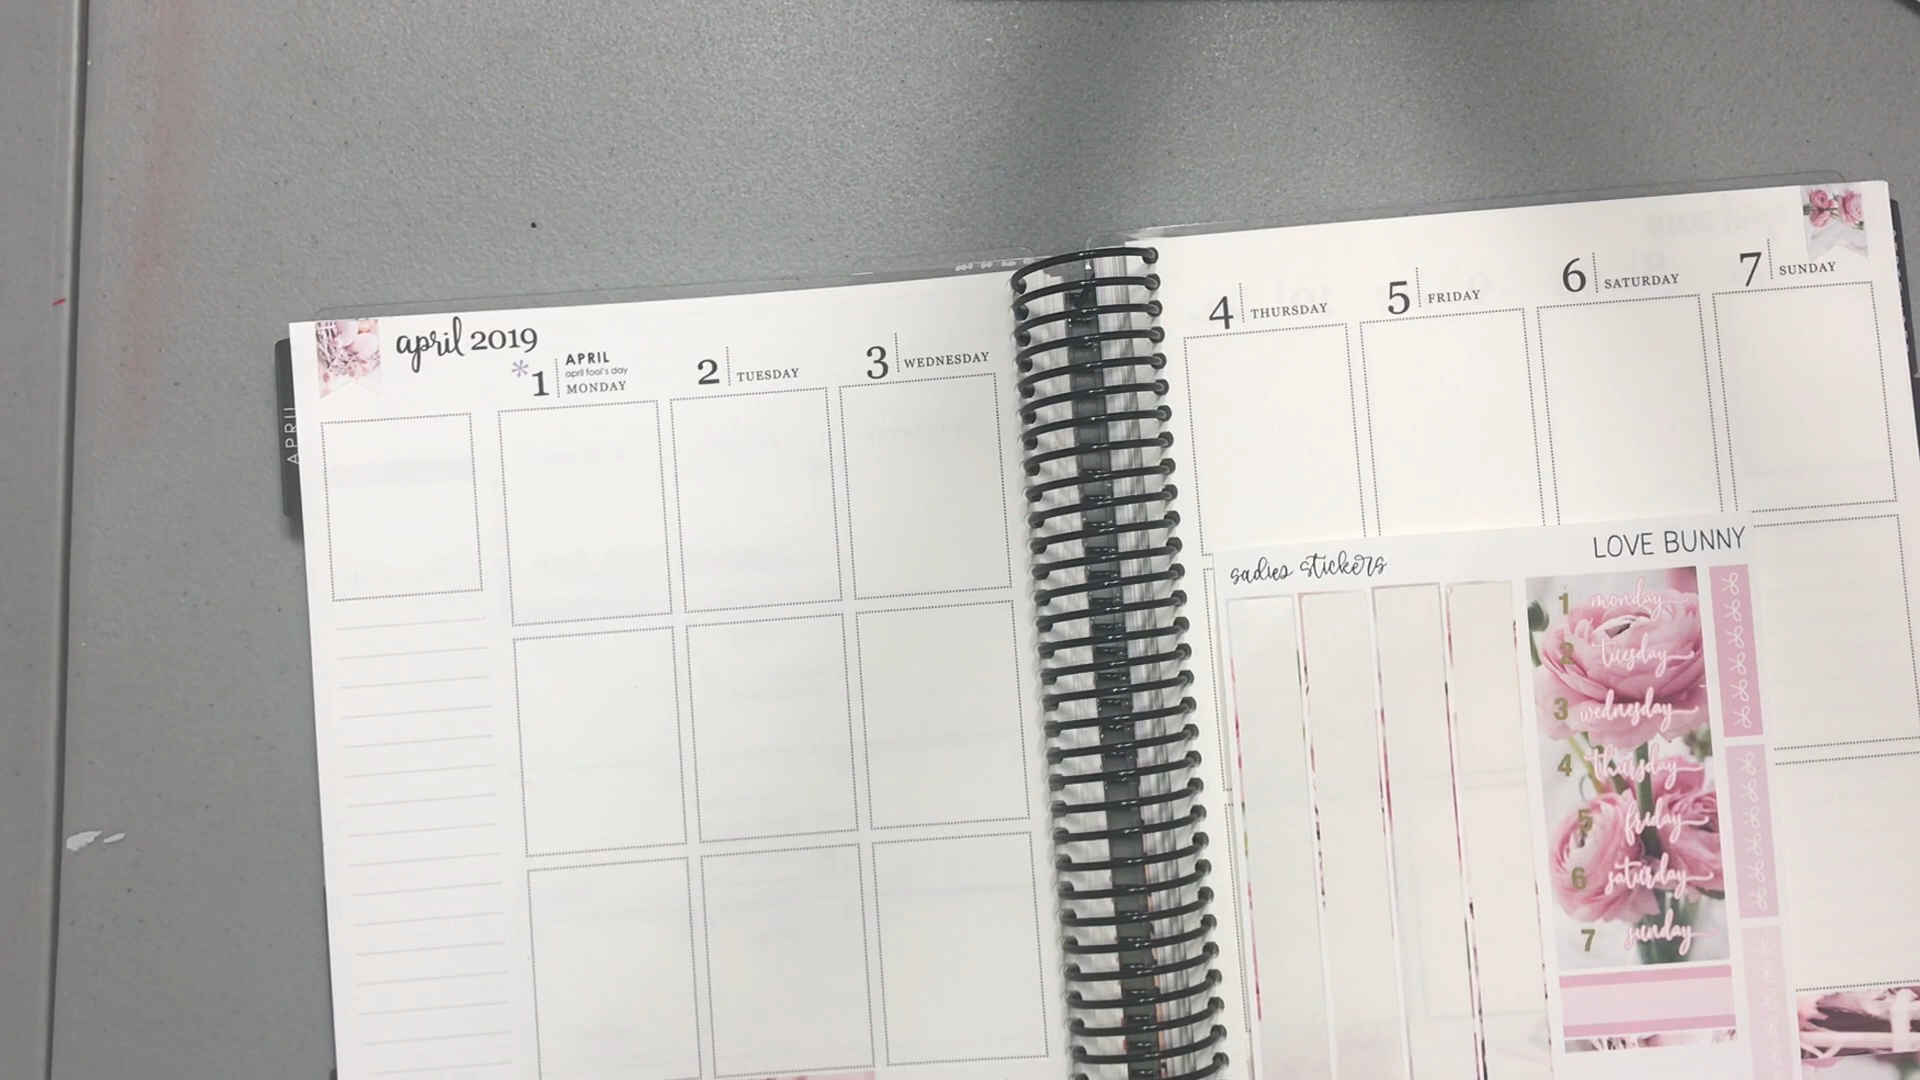 april 2019
APRIL
*1 APRIL
april fool's day
MONDAY
2 TUESDAY
3 WEDNESDAY
4 THURSDAY
5 FRIDAY
6 SATURDAY
7 SUNDAY
sadies stickers
LOVE BUNNY
1 monday
2 tuesday
3 wednesday
4 thursday
5 friday
6 saturday
7 sunday